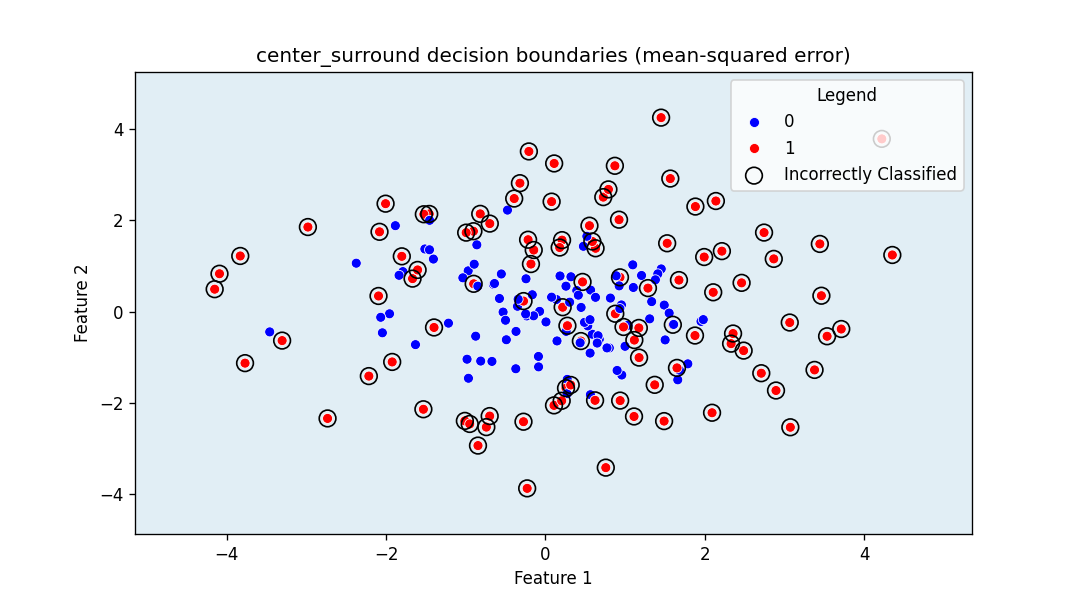 center_surround decision boundaries (mean-squared error)
Legend
0
1
Incorrectly Classified
4
2
0
−2
−4
Feature 2
−4
−2
0
2
4
Feature 1